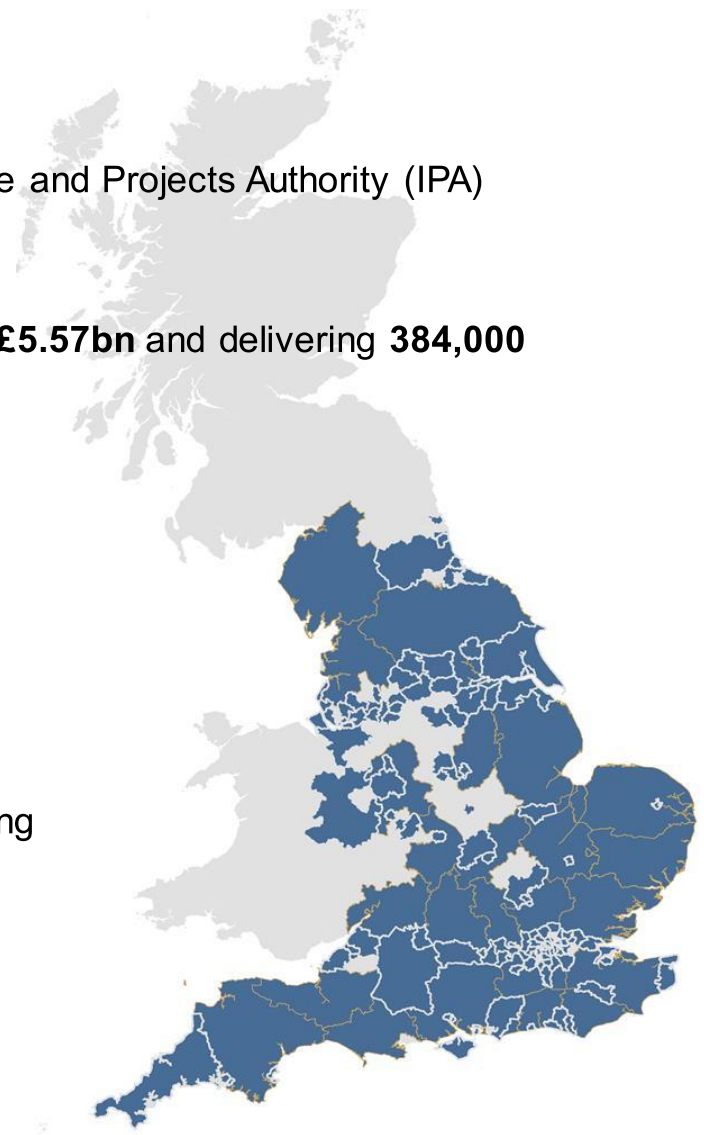 e and Projects Authority (IPA)
£5.57bn and delivering 384,000
ng